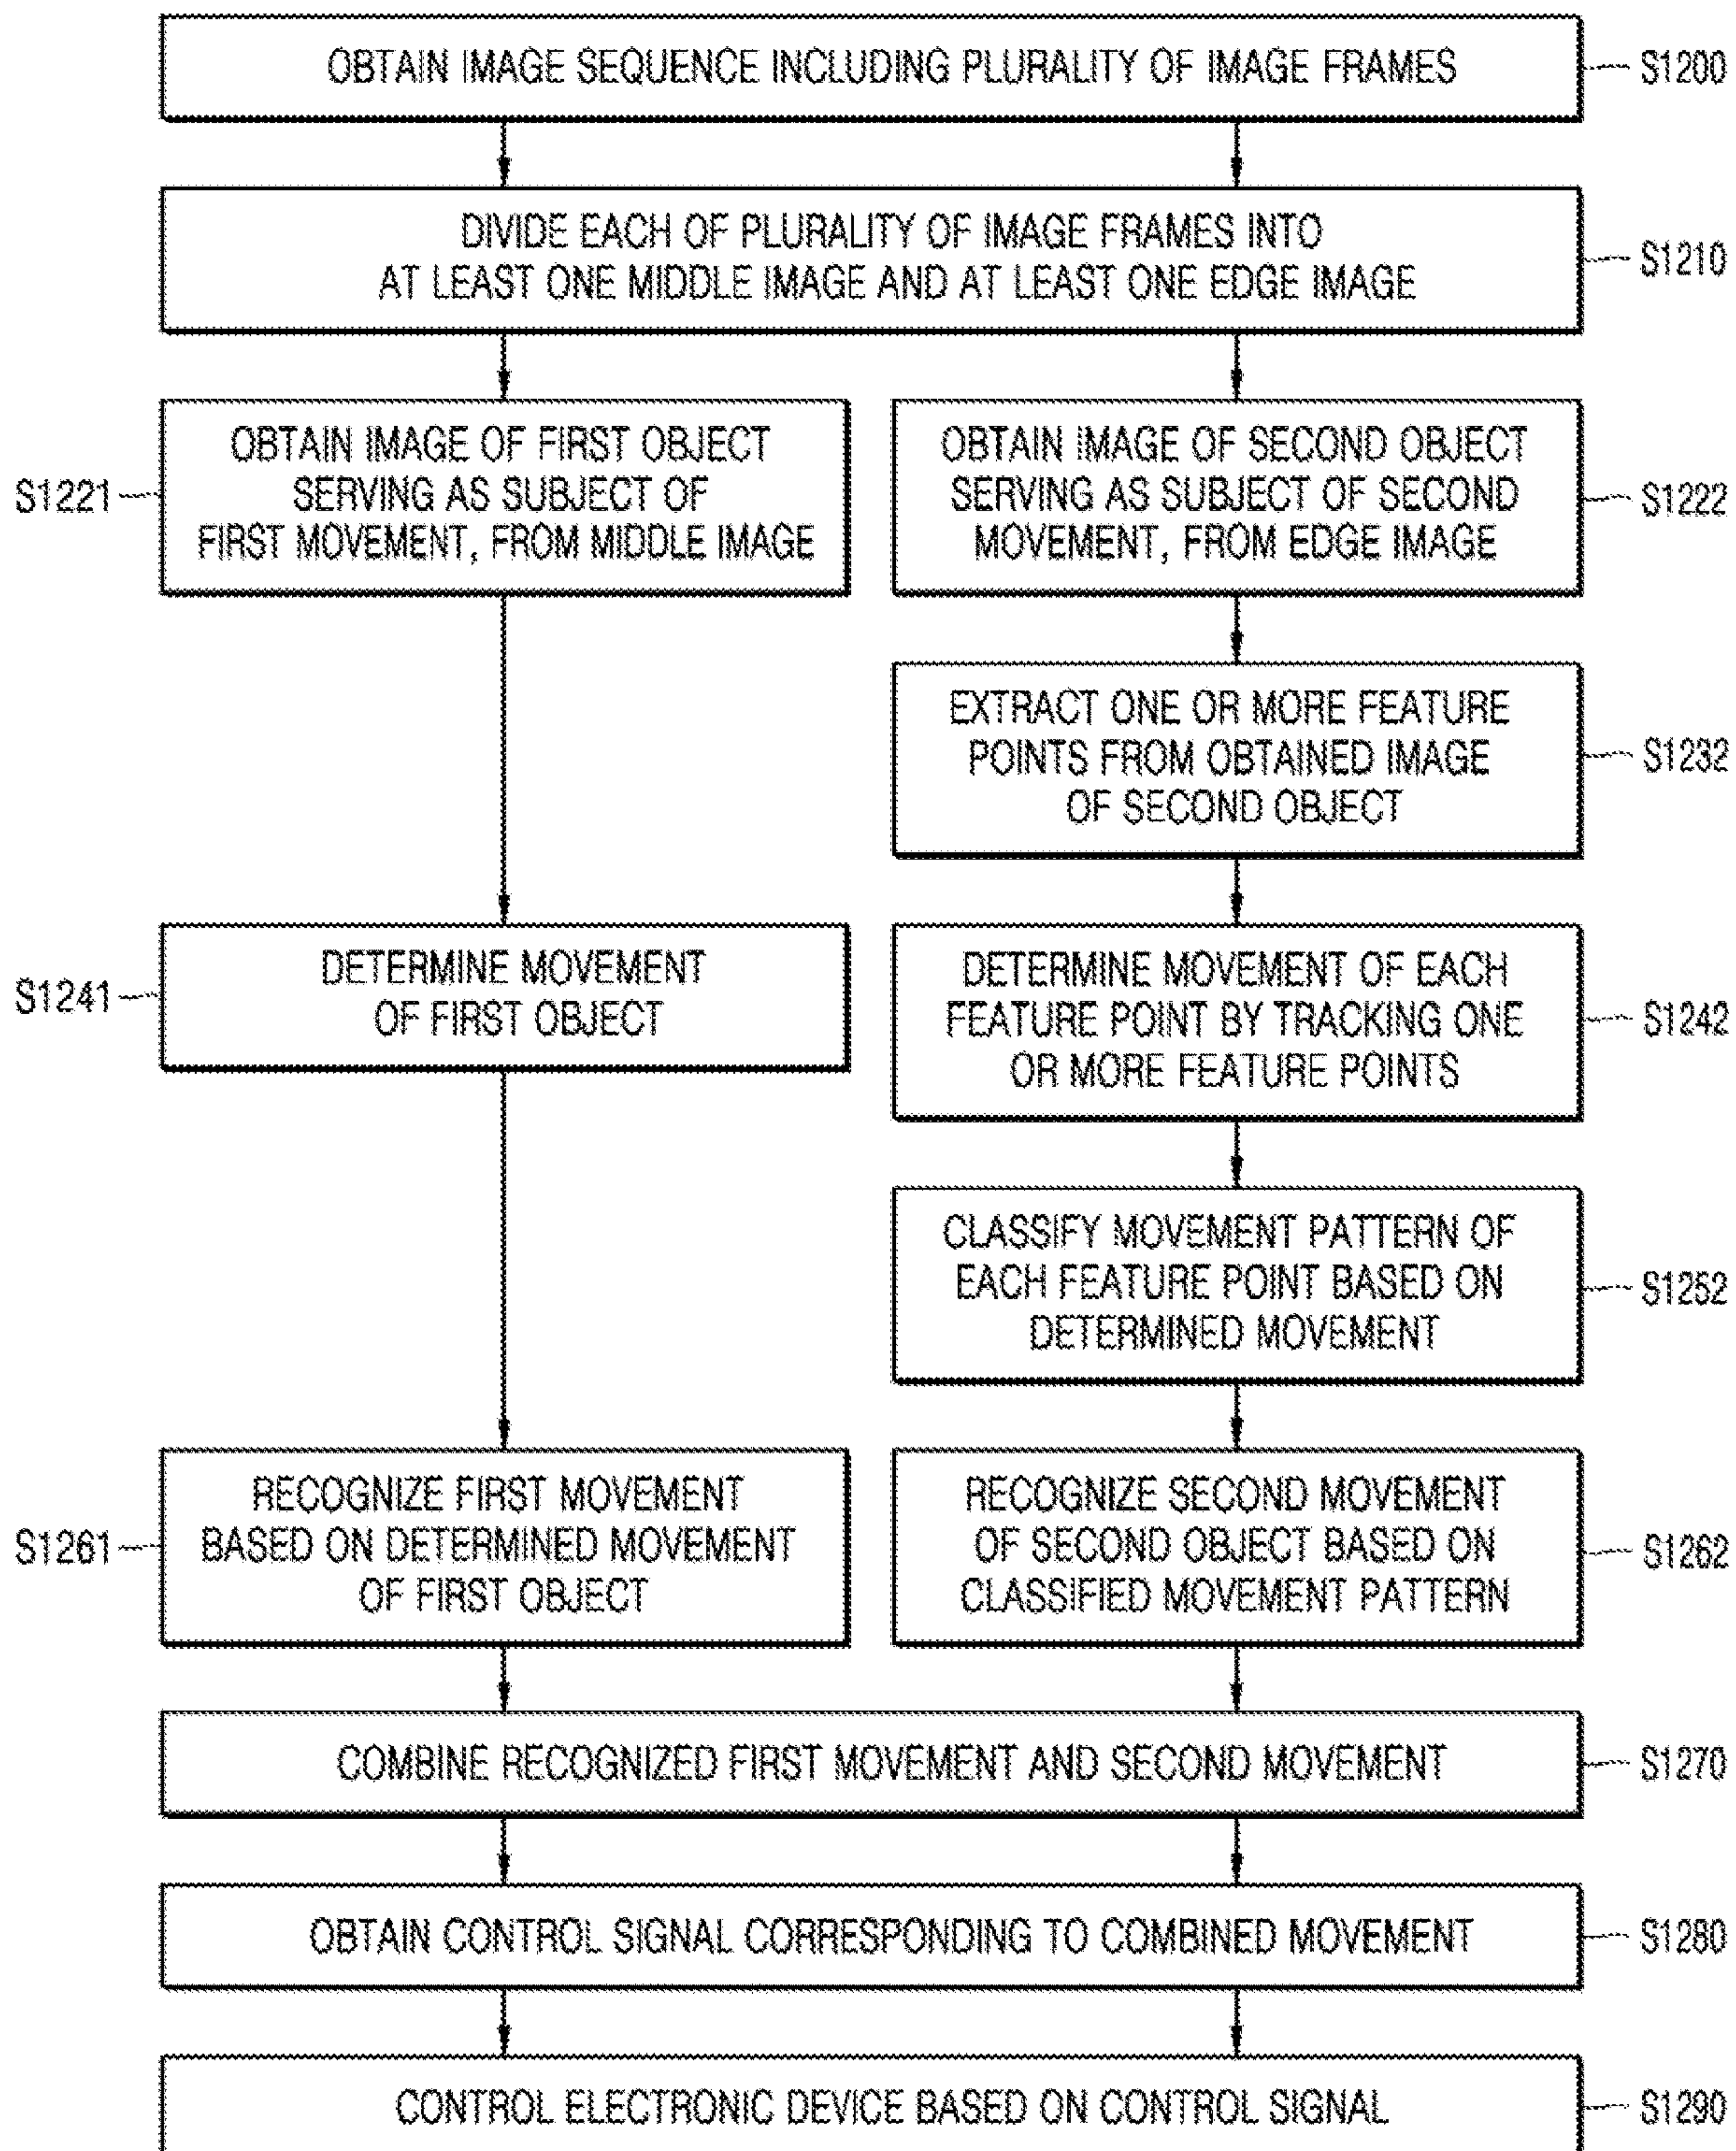 OBTAIN IMAGE SEQUENCE INCLUDING PLURALITY OF IMAGE FRAMES
S1200
DIVIDE EACH OF PLURALITY OF IMAGE FRAMES INTO
AT LEAST ONE MIDDLE IMAGE AND AT LEAST ONE EDGE IMAGE
S1210
S1221
OBTAIN IMAGE OF FIRST OBJECT
SERVING AS SUBJECT OF
FIRST MOVEMENT, FROM MIDDLE IMAGE
OBTAIN IMAGE OF SECOND OBJECT
SERVING AS SUBJECT OF SECOND
MOVEMENT, FROM EDGE IMAGE
S1222
EXTRACT ONE OR MORE FEATURE
POINTS FROM OBTAINED IMAGE
OF SECOND OBJECT
S1232
S1241
DETERMINE MOVEMENT
OF FIRST OBJECT
DETERMINE MOVEMENT OF EACH
FEATURE POINT BY TRACKING ONE
OR MORE FEATURE POINTS
S1242
CLASSIFY MOVEMENT PATTERN OF
EACH FEATURE POINT BASED ON
DETERMINED MOVEMENT
S1252
S1261
RECOGNIZE FIRST MOVEMENT
BASED ON DETERMINED MOVEMENT
OF FIRST OBJECT
RECOGNIZE SECOND MOVEMENT
OF SECOND OBJECT BASED ON
CLASSIFIED MOVEMENT PATTERN
S1262
COMBINE RECOGNIZED FIRST MOVEMENT AND SECOND MOVEMENT
S1270
OBTAIN CONTROL SIGNAL CORRESPONDING TO COMBINED MOVEMENT
S1280
CONTROL ELECTRONIC DEVICE BASED ON CONTROL SIGNAL
S1290